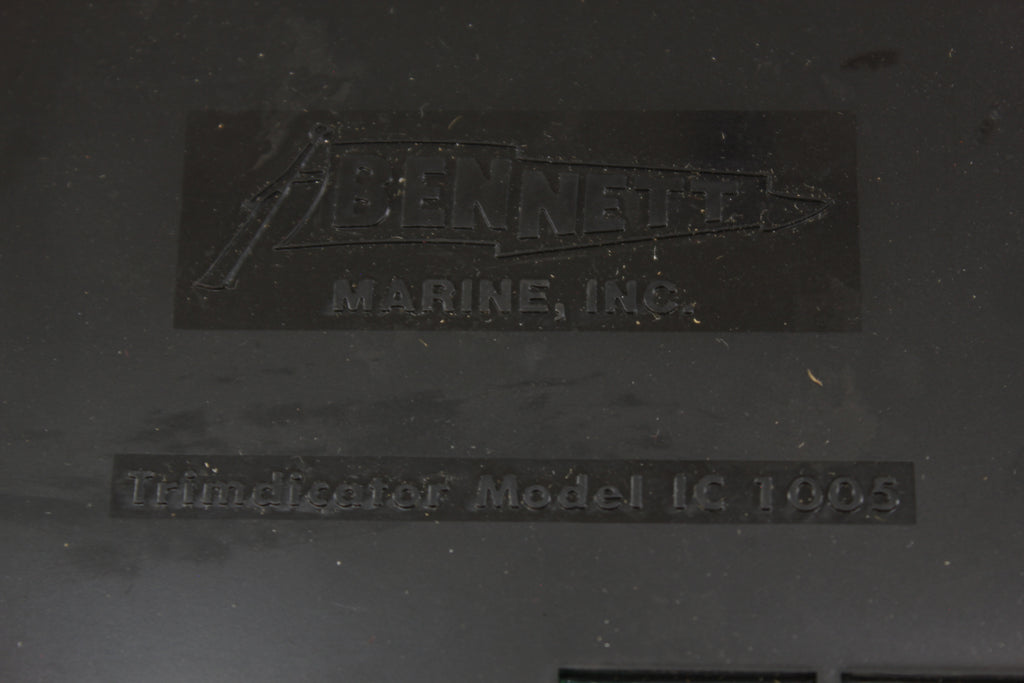 BENNETT
MARINE, INC.
Trimdicator Model IC 1005